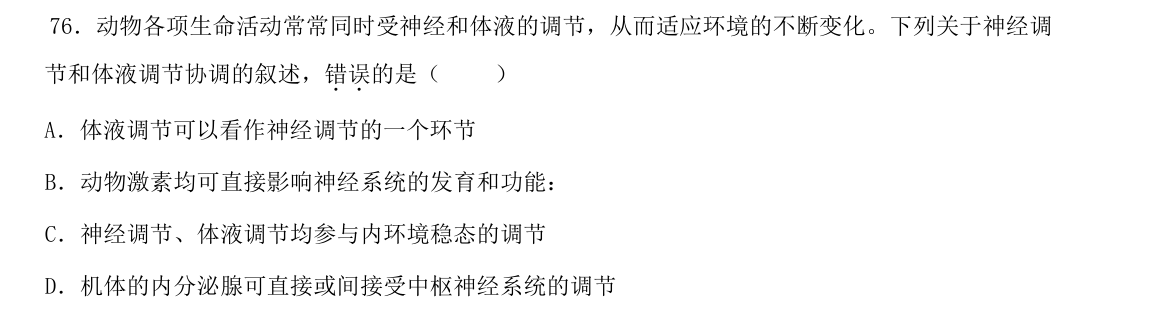 76．动物各项生命活动常常同时受神经和体液的调节，从而适应环境的不断变化。下列关于神经调
节和体液调节协调的叙述，错误的是（　　）
A．体液调节可以看作神经调节的一个环节
B．动物激素均可直接影响神经系统的发育和功能：
C．神经调节、体液调节均参与内环境稳态的调节
D．机体的内分泌腺可直接或间接受中枢神经系统的调节